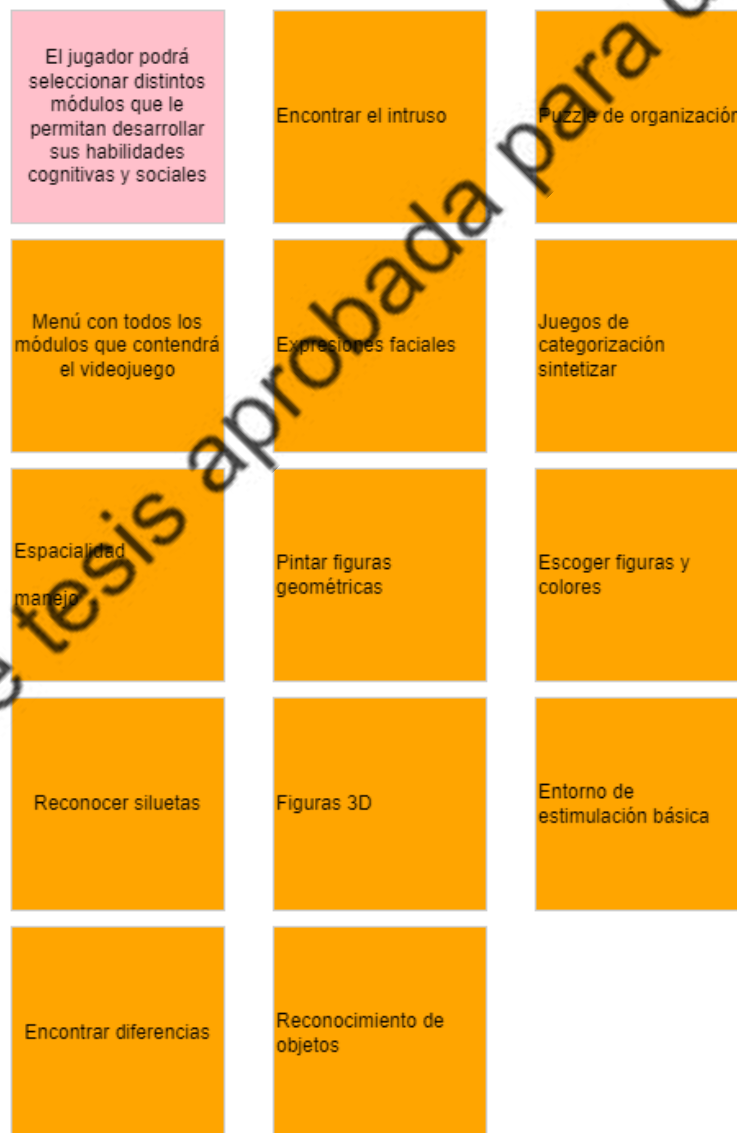 El jugador podrá
seleccionar distintos
módulos que le
permitan desarrollar
sus habilidades
cognitivas y sociales
Encontrar el intruso
Puzzle de organización
Menú con todos los
módulos que contendrá
el videojuego
Expresiones faciales
Juegos de
categorización
sintetizar
Espacialidad
manejo
Pintar figuras
geométricas
Escoger figuras y
colores
Reconocer siluetas
Figuras 3D
Entorno de
estimulación básica
Encontrar diferencias
Reconocimiento de
objetos
tesis aprobada para